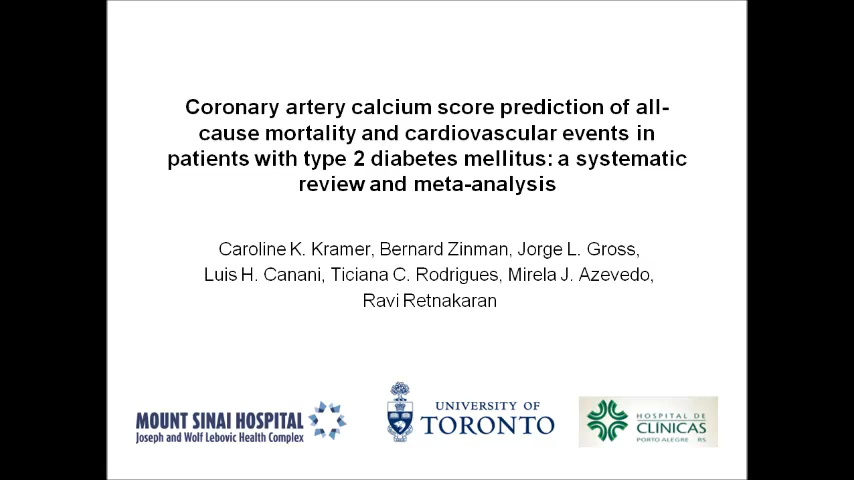 Coronary artery calcium score prediction of all-
cause mortality and cardiovascular events in
patients with type 2 diabetes mellitus: a systematic
review and meta-analysis
Caroline K. Kramer, Bernard Zinman, Jorge L. Gross,
Luis H. Canani, Ticiana C. Rodrigues, Mirela J. Azevedo,
Ravi Retnakaran
MOUNT SINAI HOSPITAL
Joseph and Wolf Lebovic Health Complex
UNIVERSITY OF
TORONTO
HOSPITAL DE
CLÍNICAS
PORTO ALEGRE RS